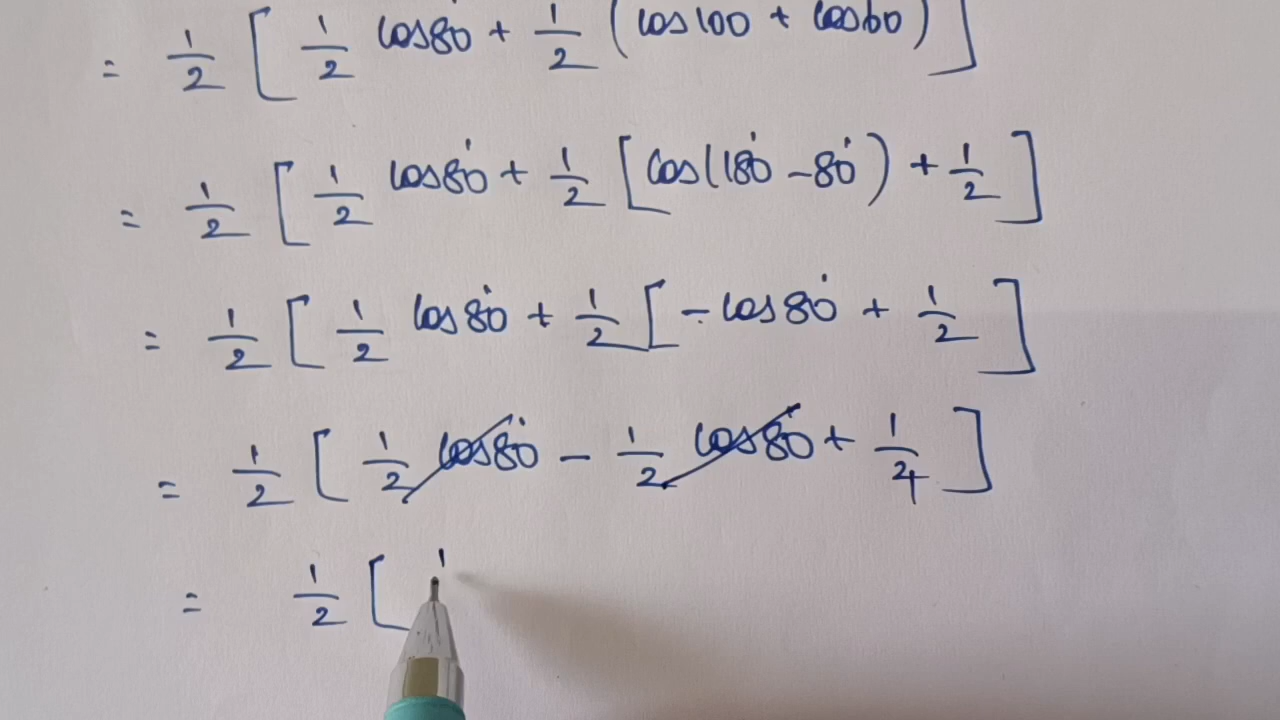 = 1/2 [ 1/2 cos80° + 1/2 (cos100 + cos60) ]
= 1/2 [ 1/2 cos80° + 1/2 [cos(180° - 80°) + 1/2 ]
= 1/2 [ 1/2 cos80° + 1/2 [ - cos80° + 1/2 ]
= 1/2 [ 1/2 cos80° - 1/2 cos80° + 1/4 ]
= 1/2 [ 1